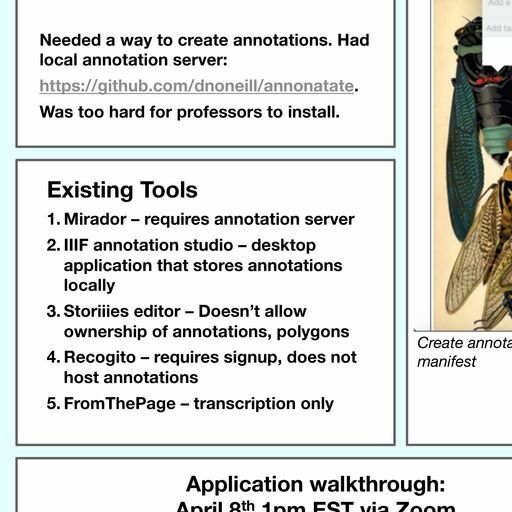 Needed a way to create annotations. Had
local annotation server:
https://github.com/dnoneill/annonatate.
Was too hard for professors to install.
Existing Tools
1. Mirador – requires annotation server
2. IIIF annotation studio – desktop
application that stores annotations
locally
3. Storiiies editor – Doesn't allow
ownership of annotations, polygons
4. Recogito – requires signup, does not
host annotations
5. FromThePage – transcription only
Add a
Add ta
Create annota
manifest
Application walkthrough:
April 8th 1pm EST via Zoom